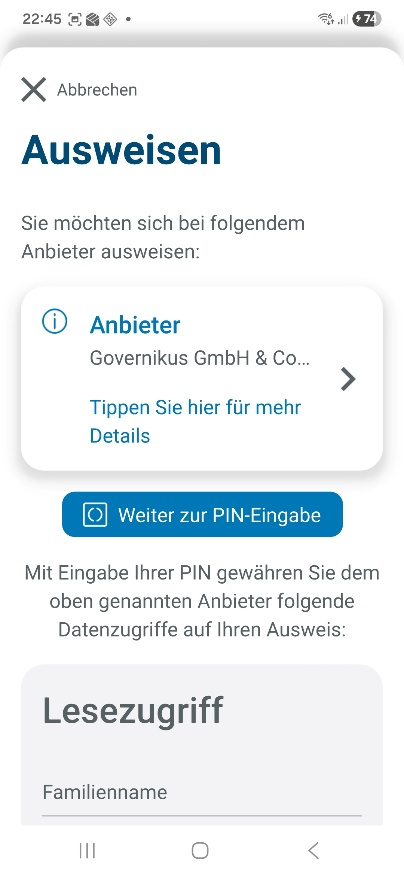 22:45
74
Abbrechen
Ausweisen
Sie möchten sich bei folgendem
Anbieter ausweisen:
Anbieter
Governikus GmbH & Co...
Tippen Sie hier für mehr
Details
Weiter zur PIN-Eingabe
Mit Eingabe Ihrer PIN gewähren Sie dem
oben genannten Anbieter folgende
Datenzugriffe auf Ihren Ausweis:
Lesezugriff
Familienname